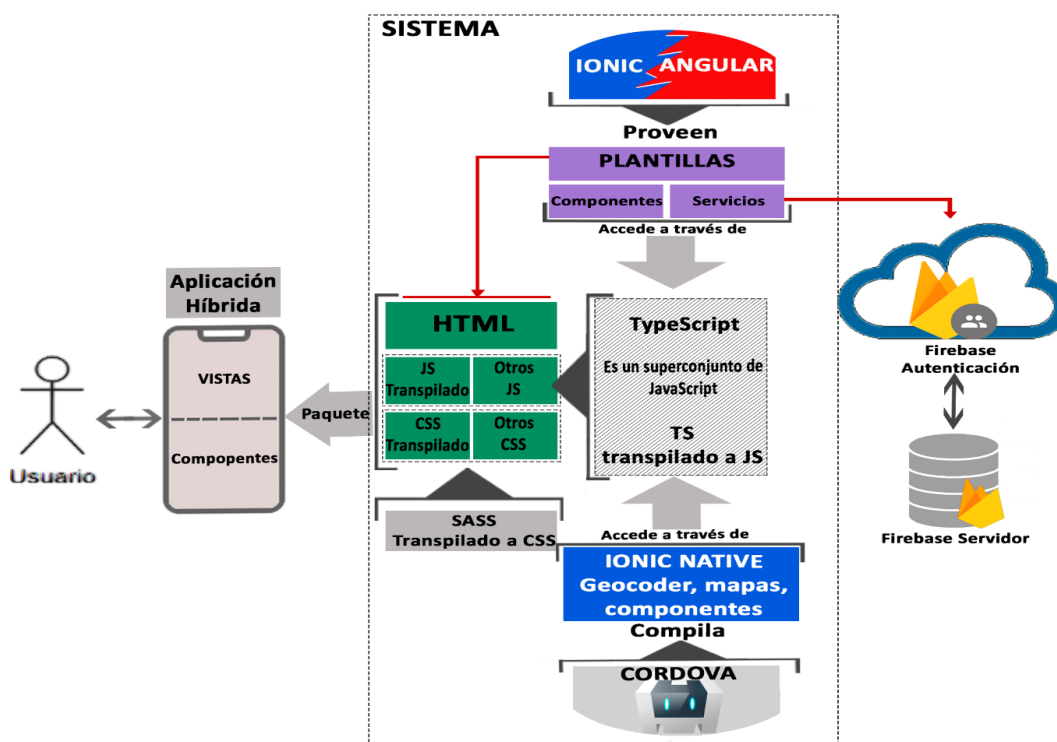 SISTEMA
IONIC ANGULAR
Proveen
PLANTILLAS
Componentes
Servicios
Accede a través de
Aplicación
Híbrida
VISTAS
Compopentes
Usuario
Paquete
HTML
JS
Transpilado
Otros
JS
CSS
Transpilado
Otros
CSS
SASS
Transpilado a CSS
TypeScript
Es un superconjunto de
JavaScript
TS
transpilado a JS
Accede a través de
IONIC NATIVE
Geocoder, mapas,
componentes
Compila
CORDOVA
Firebase
Autenticación
Firebase Servidor